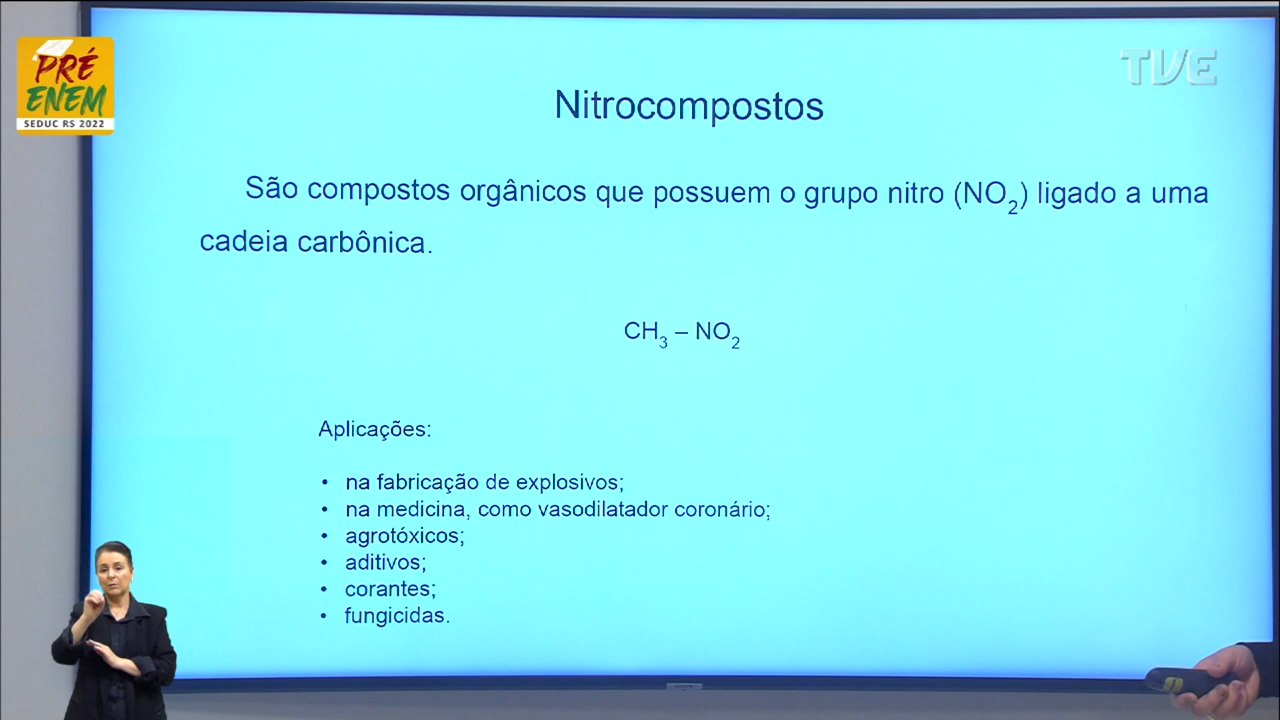 PRÉ
ENEM
SEDUC RS 2022
TVE
Nitrocompostos
São compostos orgânicos que possuem o grupo nitro (NO₂) ligado a uma
cadeia carbônica.
CH₃ – NO₂
Aplicações:
• na fabricação de explosivos;
• na medicina, como vasodilatador coronário;
• agrotóxicos;
• aditivos;
• corantes;
• fungicidas.